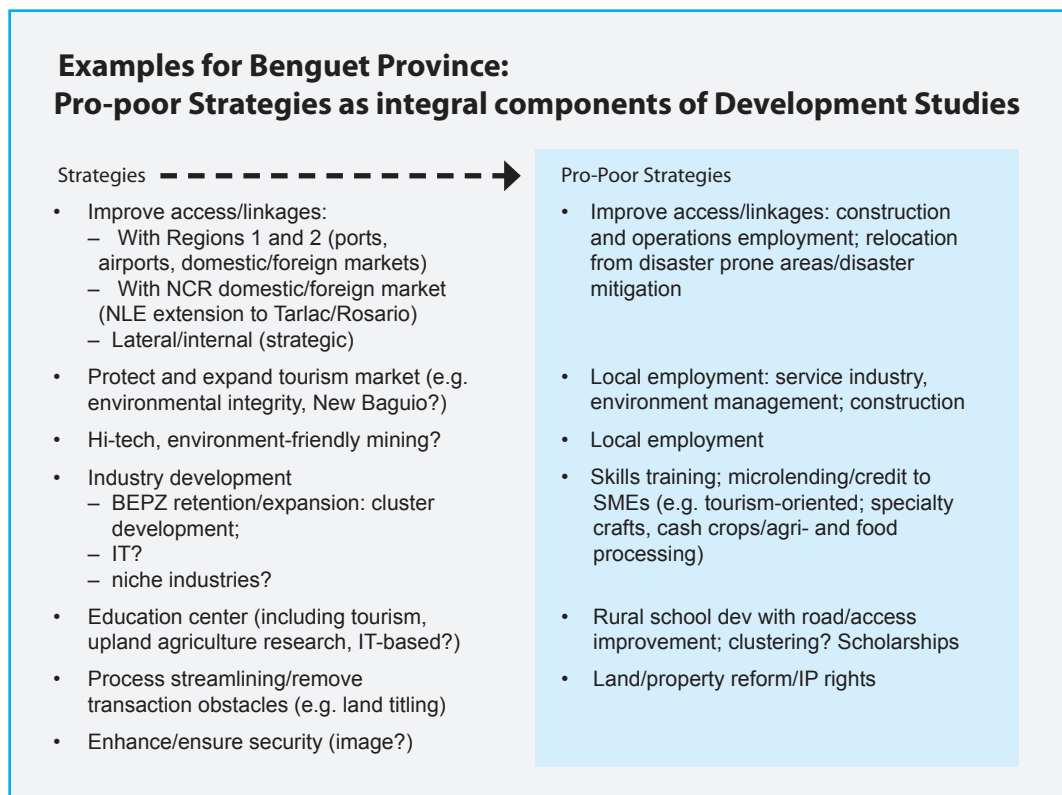 Examples for Benguet Province:
Pro-poor Strategies as integral components of Development Studies
Strategies
• Improve access/linkages:
– With Regions 1 and 2 (ports,
airports, domestic/foreign markets)
– With NCR domestic/foreign market
(NLE extension to Tarlac/Rosario)
– Lateral/internal (strategic)
• Protect and expand tourism market (e.g.
environmental integrity, New Baguio?)
• Hi-tech, environment-friendly mining?
• Industry development
– BEPZ retention/expansion: cluster
development;
– IT?
– niche industries?
• Education center (including tourism,
upland agriculture research, IT-based?)
• Process streamlining/remove
transaction obstacles (e.g. land titling)
• Enhance/ensure security (image?)
Pro-Poor Strategies
• Improve access/linkages: construction
and operations employment; relocation
from disaster prone areas/disaster
mitigation
• Local employment: service industry,
environment management; construction
• Local employment
• Skills training; microlending/credit to
SMEs (e.g. tourism-oriented; specialty
crafts, cash crops/agri- and food
processing)
• Rural school dev with road/access
improvement; clustering? Scholarships
• Land/property reform/IP rights